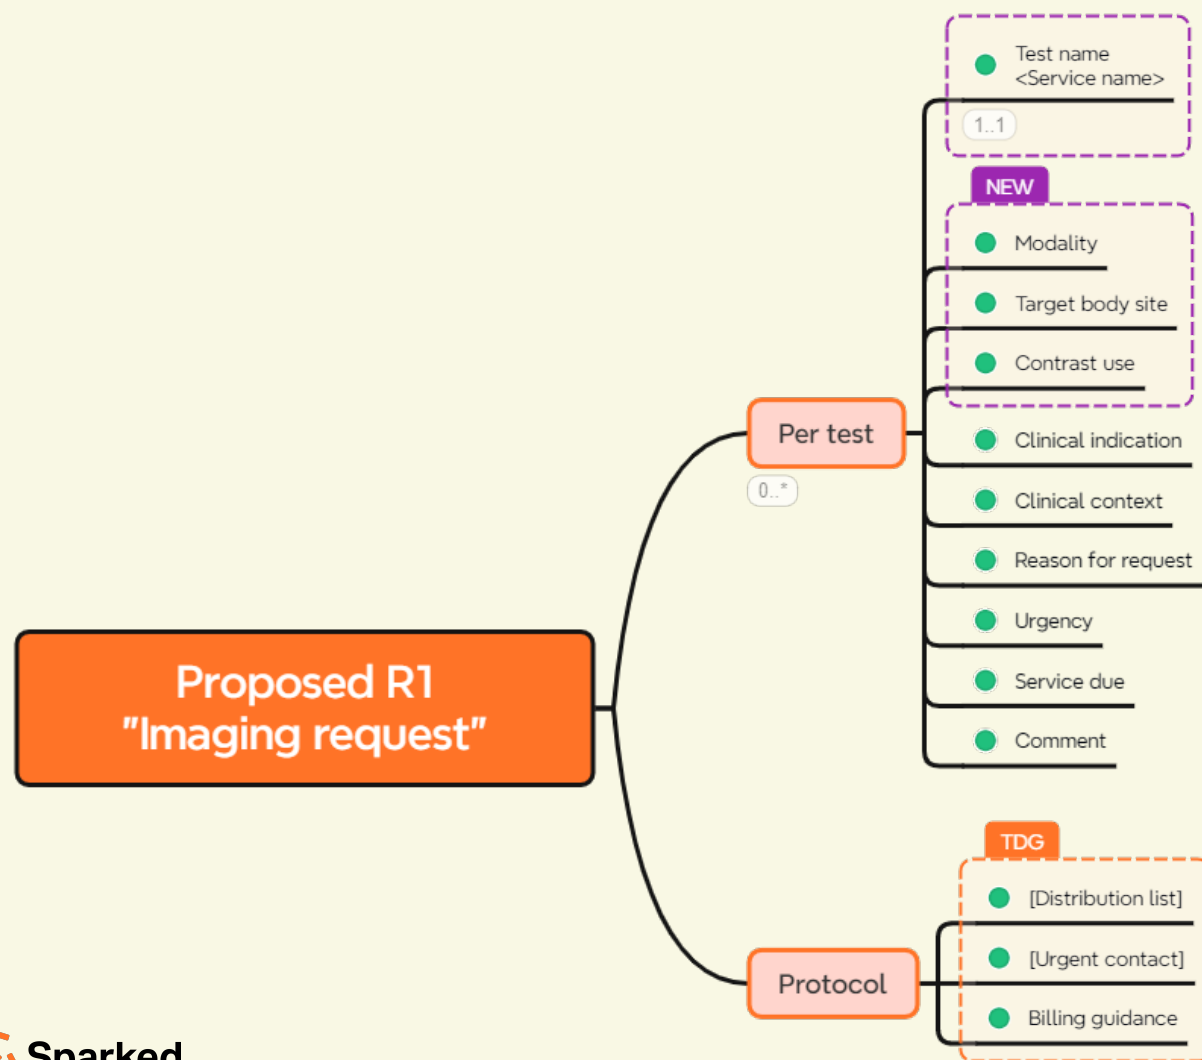 Test name
<Service name>
1..1
NEW
Modality
Target body site
Contrast use
Clinical indication
Clinical context
Reason for request
Urgency
Service due
Comment
Per test
0..*
Proposed R1
"Imaging request"
TDG
[Distribution list]
[Urgent contact]
Billing guidance
Protocol
Sparked